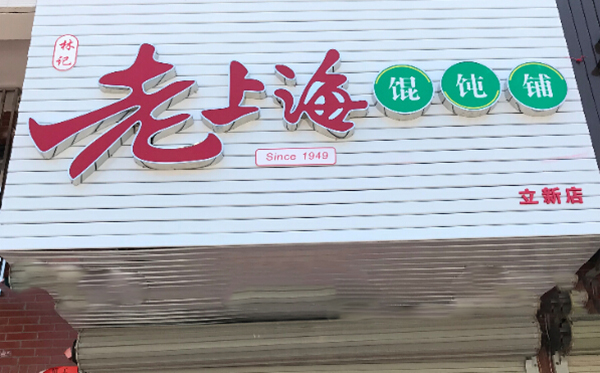 林记
老上海馄饨铺
Since 1949
立新店